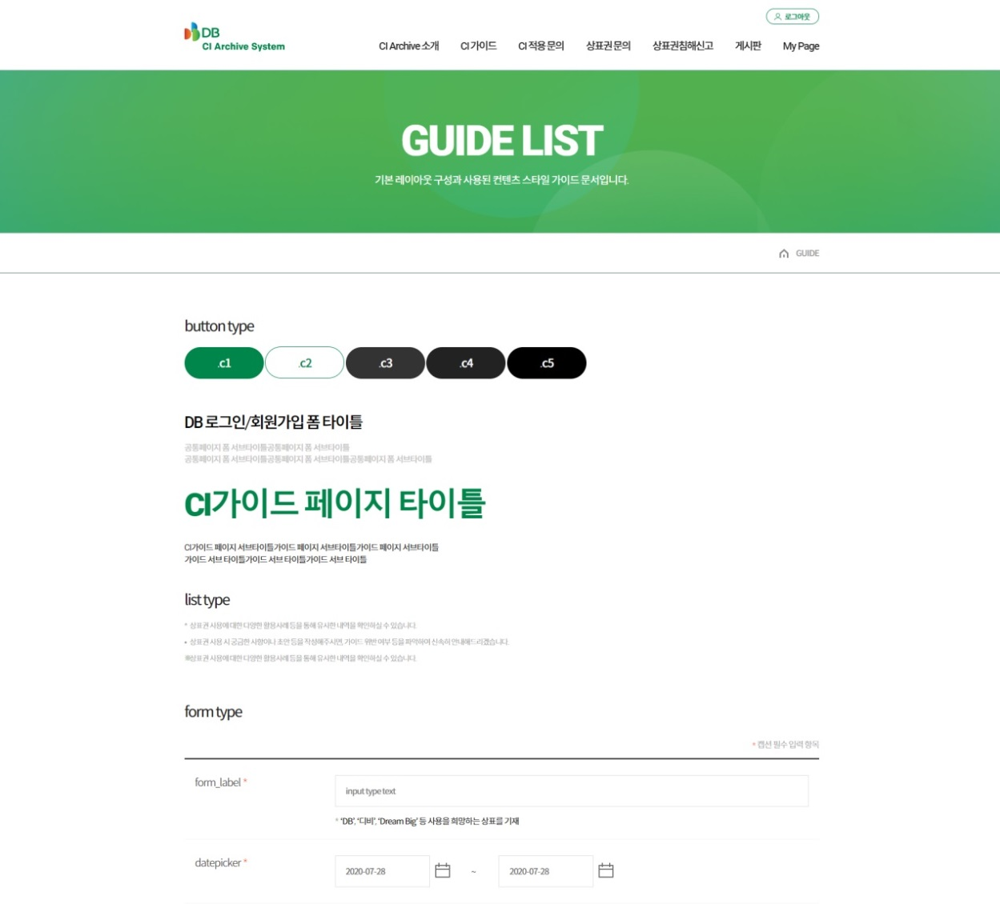 로그아웃
DB
CI Archive System
CI Archive 소개 CI 가이드 CI 적용 문의 상표권 문의 상표권침해신고 게시판 My Page
GUIDE LIST
기본 레이아웃 구성과 사용된 컨텐츠 스타일 가이드 문서입니다.
GUIDE
button type
.c1 .c2 .c3 .c4 .c5
DB 로그인/회원가입 폼 타이틀
공통페이지 폼 서브타이틀공통페이지 폼 서브타이틀
공통페이지 폼 서브타이틀공통페이지 폼 서브타이틀공통페이지 폼 서브타이틀
CI가이드 페이지 타이틀
CI가이드 페이지 서브타이틀가이드 페이지 서브타이틀가이드 페이지 서브타이틀
가이드 서브 타이틀가이드 서브 타이틀가이드 서브 타이틀
list type
* 상표권 사용에 대한 다양한 활용사례 등을 통해 유사한 내역을 확인하실 수 있습니다.
• 상표권 사용 시 궁금한 사항이나 초안 등을 작성해주시면, 가이드 위반 여부 등을 파악하여 신속히 안내해드리겠습니다.
※상표권 사용에 대한 다양한 활용사례 등을 통해 유사한 내역을 확인하실 수 있습니다.
form type
* 캡션 필수 입력 항목
form_label * input type text
* ‘DB’, ‘디비’, ‘Dream Big’ 등 사용을 희망하는 상표를 기재
datepicker * 2020-07-28 ~ 2020-07-28